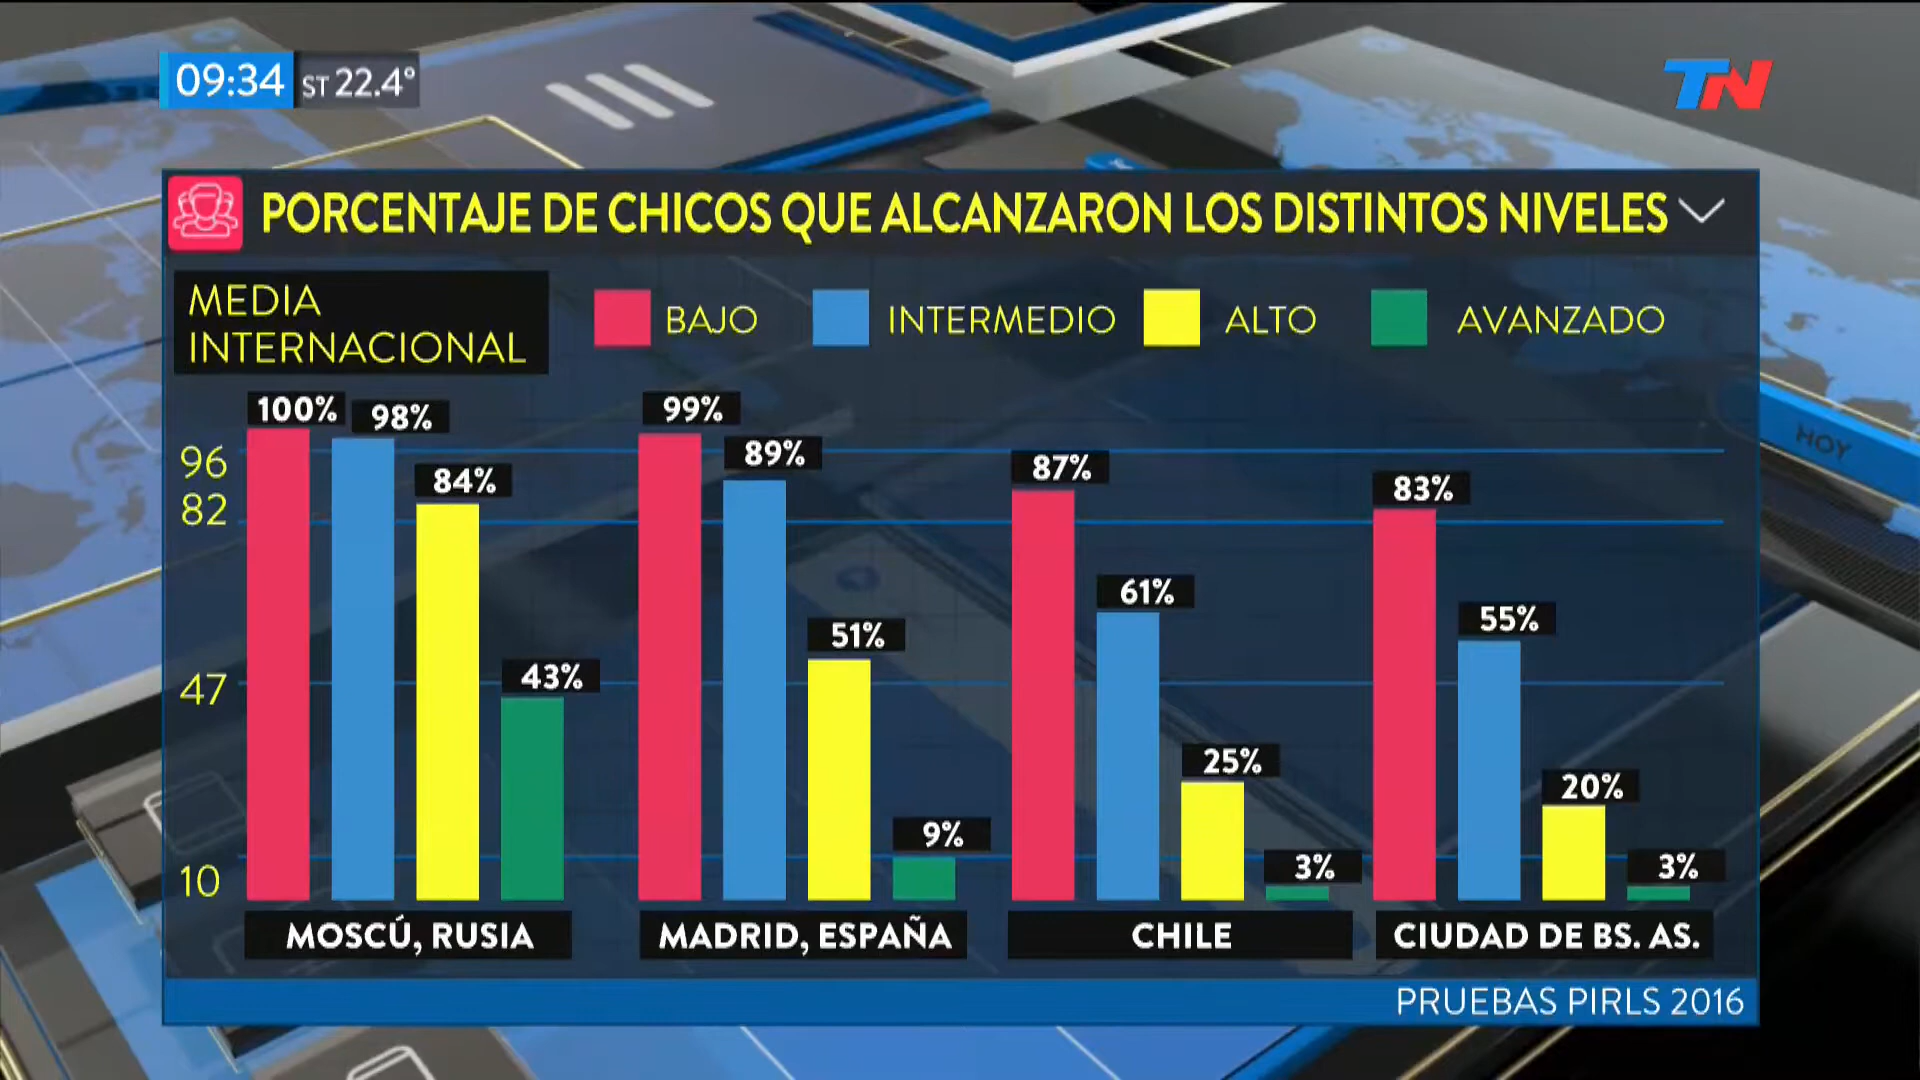 09:34 ST 22.4°
TN
PORCENTAJE DE CHICOS QUE ALCANZARON LOS DISTINTOS NIVELES
MEDIA
INTERNACIONAL
BAJO INTERMEDIO ALTO AVANZADO
100% 98% 84% 43%
99% 89% 51% 9%
87% 61% 25% 3%
83% 55% 20% 3%
96
82
47
10
HOY
MOSCÚ, RUSIA MADRID, ESPAÑA CHILE CIUDAD DE BS. AS.
PRUEBAS PIRLS 2016